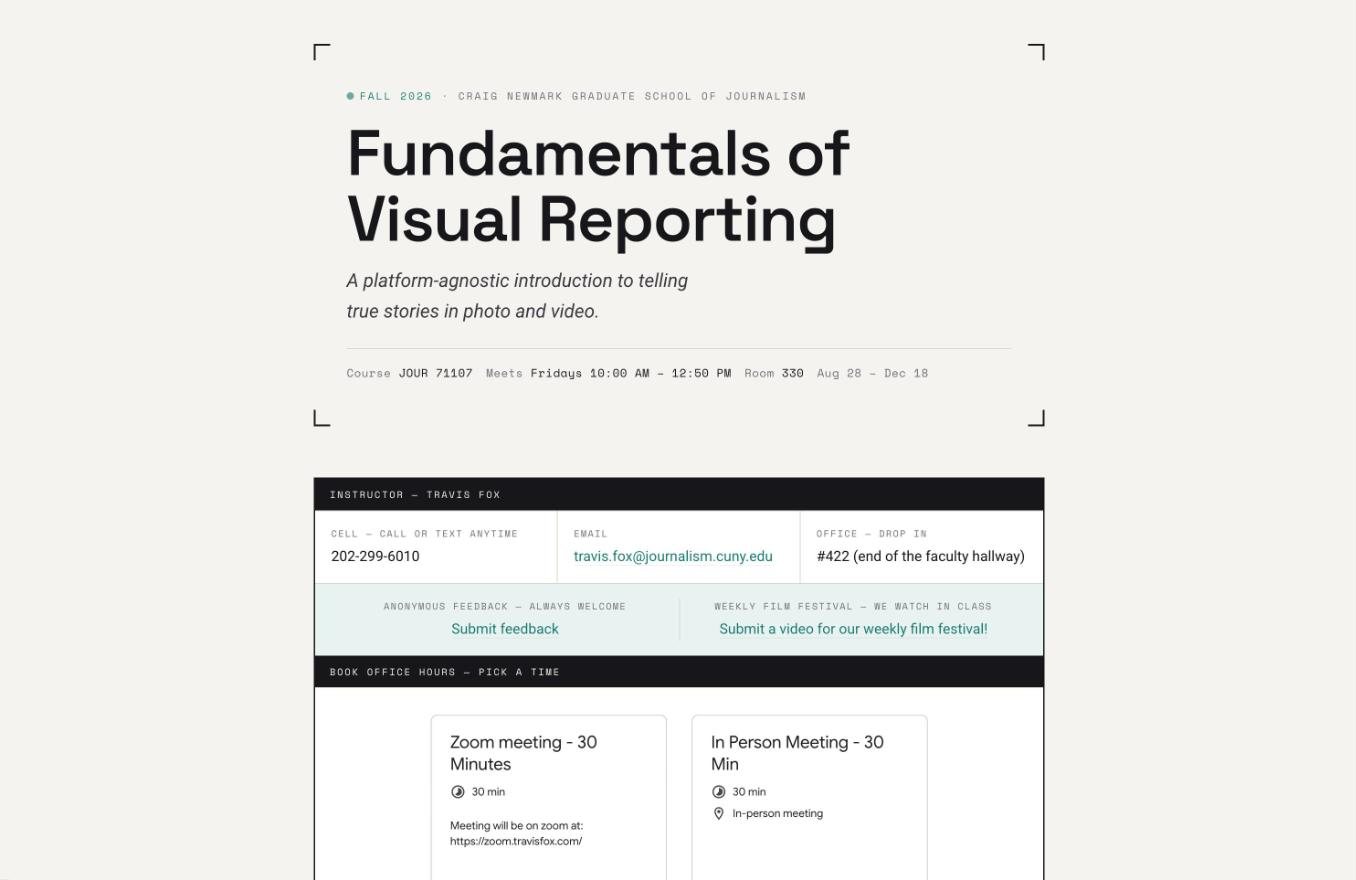 FALL 2026 · CRAIG NEWMARK GRADUATE SCHOOL OF JOURNALISM
Fundamentals of
Visual Reporting
A platform-agnostic introduction to telling
true stories in photo and video.
Course JOUR 71107 Meets Fridays 10:00 AM – 12:50 PM Room 330 Aug 28 – Dec 18
INSTRUCTOR — TRAVIS FOX
CELL — CALL OR TEXT ANYTIME
202-299-6010
EMAIL
travis.fox@journalism.cuny.edu
OFFICE — DROP IN
#422 (end of the faculty hallway)
ANONYMOUS FEEDBACK — ALWAYS WELCOME
Submit feedback
WEEKLY FILM FESTIVAL — WE WATCH IN CLASS
Submit a video for our weekly film festival!
BOOK OFFICE HOURS — PICK A TIME
Zoom meeting - 30
Minutes
30 min
Meeting will be on zoom at:
https://zoom.travisfox.com/
In Person Meeting - 30
Min
30 min
In-person meeting